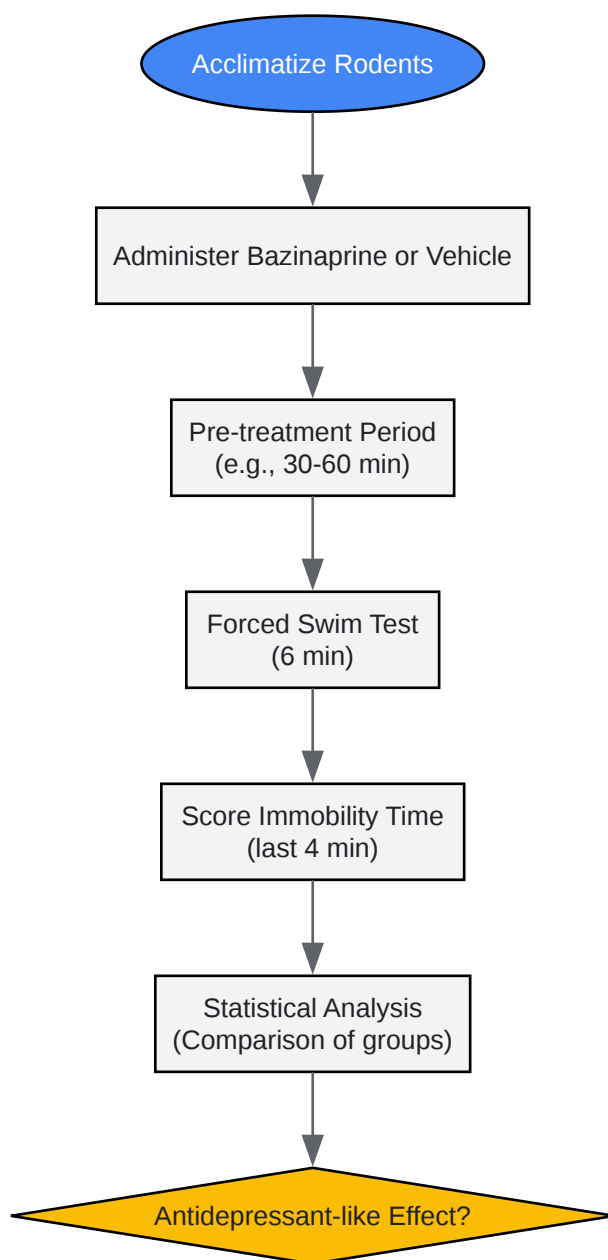 Acclimatize Rodents
Administer Bazinaprine or Vehicle
Pre-treatment Period
(e.g., 30-60 min)
Forced Swim Test
(6 min)
Score Immobility Time
(last 4 min)
Statistical Analysis
(Comparison of groups)
Antidepressant-like Effect?